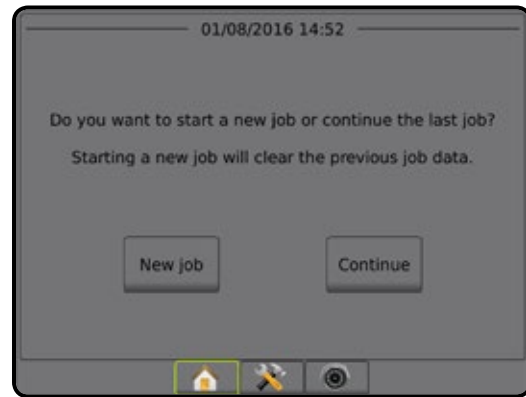 01/08/2016 14:52
Do you want to start a new job or continue the last job?
Starting a new job will clear the previous job data.
New job
Continue